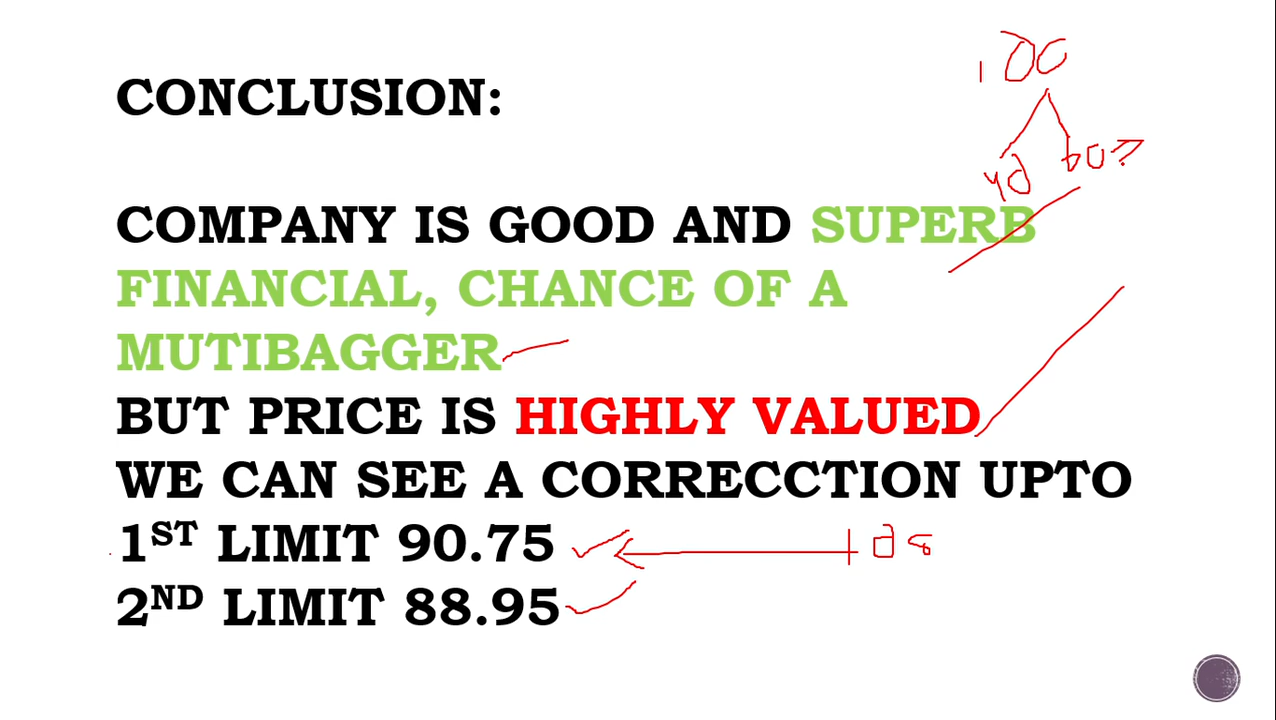 CONCLUSION:
100
COMPANY IS GOOD AND SUPERB
FINANCIAL, CHANCE OF A
MUTIBAGGER
BUT PRICE IS HIGHLY VALUED
WE CAN SEE A CORRECCTION UPTO
1ST LIMIT 90.75
2ND LIMIT 88.95